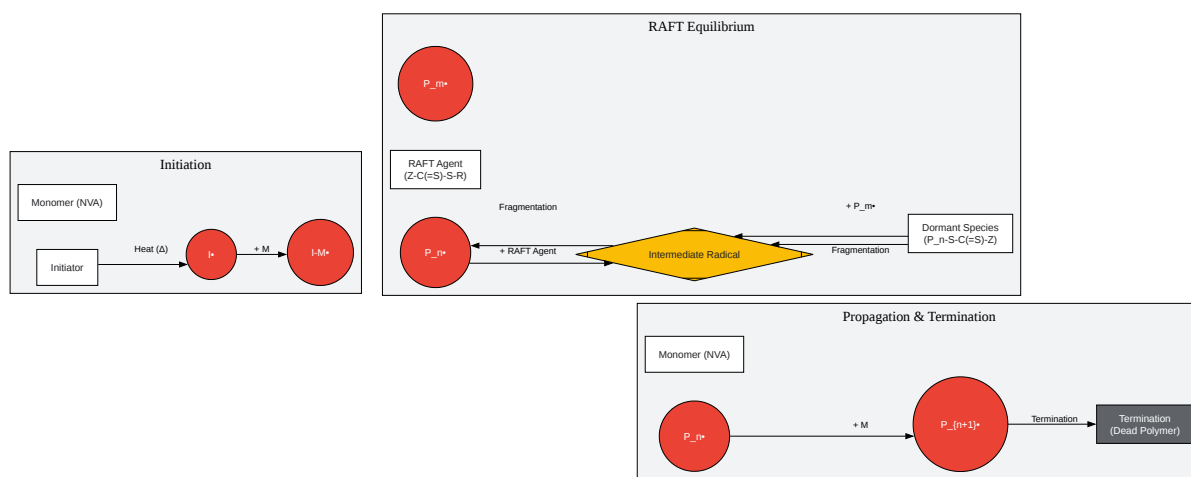 RAFT Equilibrium
P_m•
RAFT Agent
(Z-C(=S)-S-R)
Fragmentation
+ P_m•
P_n•
+ RAFT Agent
Intermediate Radical
Fragmentation
Dormant Species
(P_n-S-C(=S)-Z)
Initiation
Monomer (NVA)
Initiator
Heat (Δ)
I•
+ M
I-M•
Propagation & Termination
Monomer (NVA)
P_n•
+ M
P_{n+1}•
Termination
Termination
(Dead Polymer)